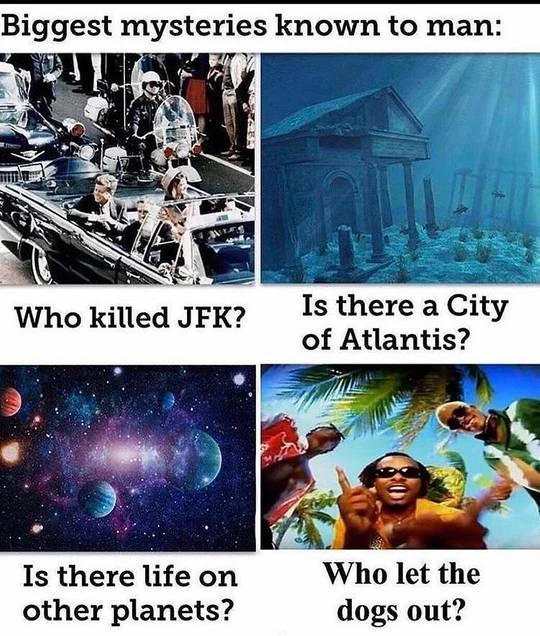 Biggest mysteries known to man:
Who killed JFK?
Is there a City
of Atlantis?
Is there life on
other planets?
Who let the
dogs out?